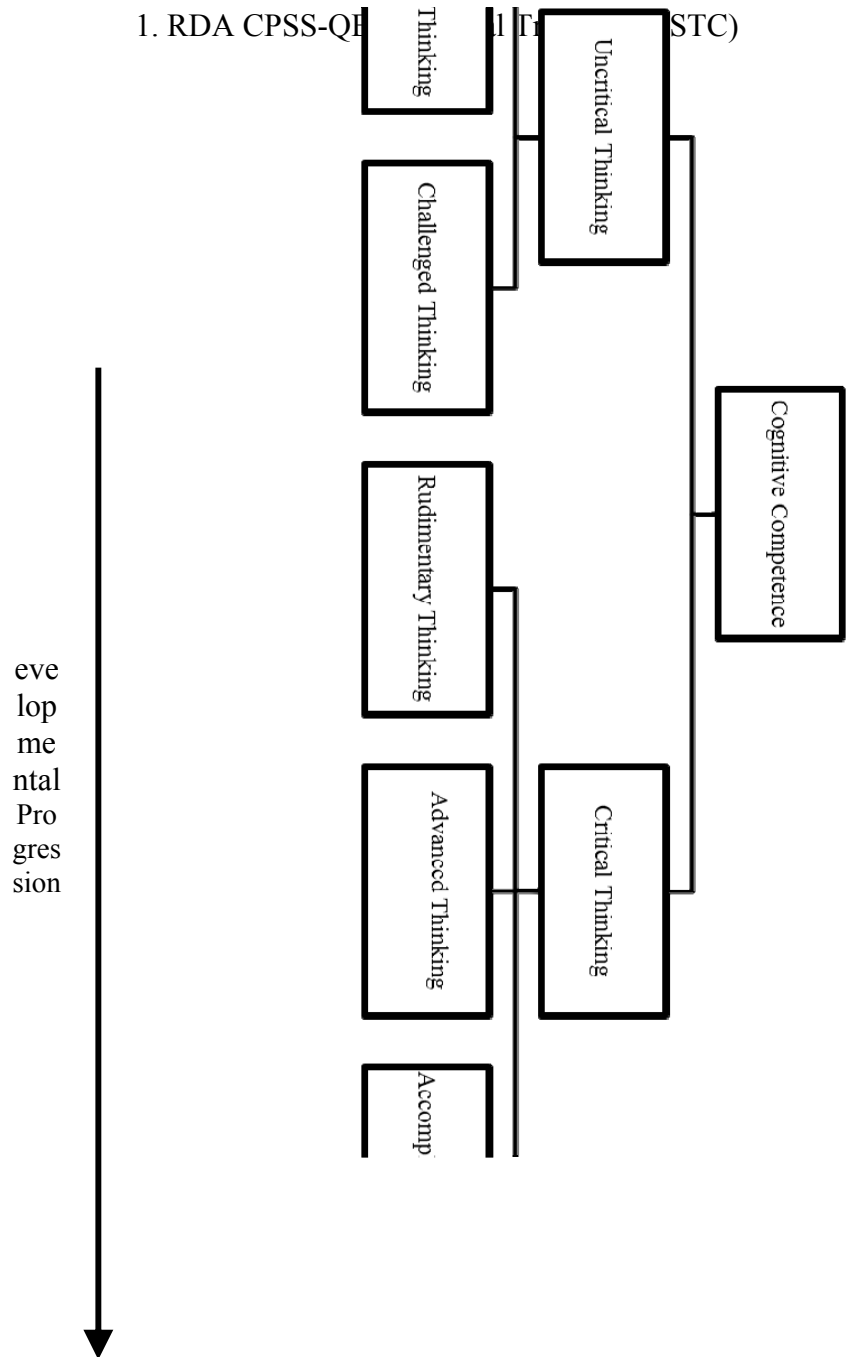 1. RDA CPSS-QE l Tr STC)
Thinking
Uncritical Thinking
Challenged Thinking
Cognitive Competence
Rudimentary Thinking
Advanced Thinking
Critical Thinking
Accomp
eve
lop
me
ntal
Pro
gres
sion